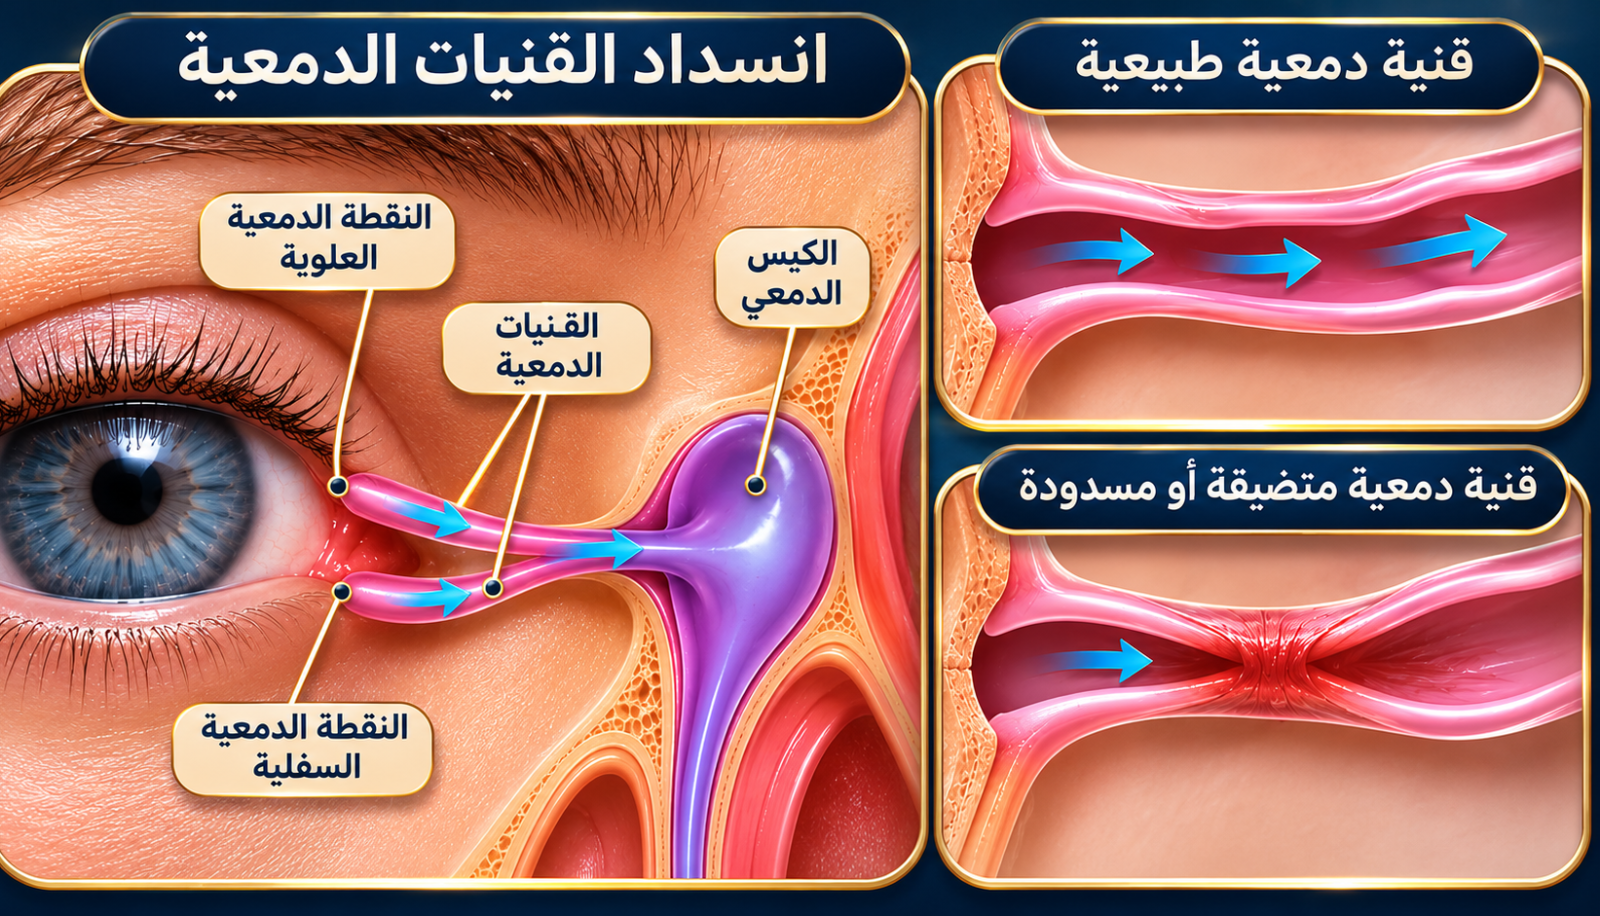 انسداد القنيات الدمعية
النقطة الدمعية
العلوية
القنيات
الدمعية
الكيس
الدمعي
النقطة الدمعية
السفلية
قنية دمعية طبيعية
قنية دمعية متضيقة أو مسدودة